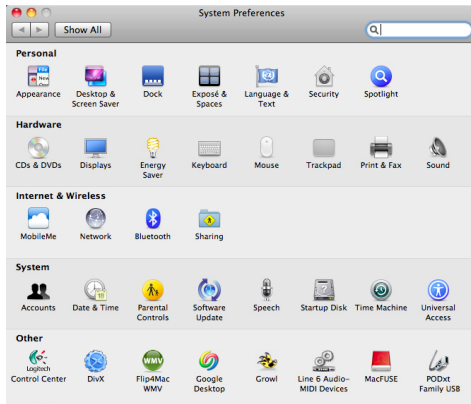 System Preferences
Show All
Personal
Appearance
Desktop &
Screen Saver
Dock
Exposé &
Spaces
Language &
Text
Security
Spotlight
Hardware
CDs & DVDs
Displays
Energy
Saver
Keyboard
Mouse
Trackpad
Print & Fax
Sound
Internet & Wireless
MobileMe
Network
Bluetooth
Sharing
System
Accounts
Date & Time
Parental
Controls
Software
Update
Speech
Startup Disk
Time Machine
Universal
Access
Other
Logitech
Control Center
DivX
WMV
Flip4Mac
WMV
Google
Desktop
Growl
Line 6 Audio-
MIDI Devices
MacFUSE
PODxt
Family USB